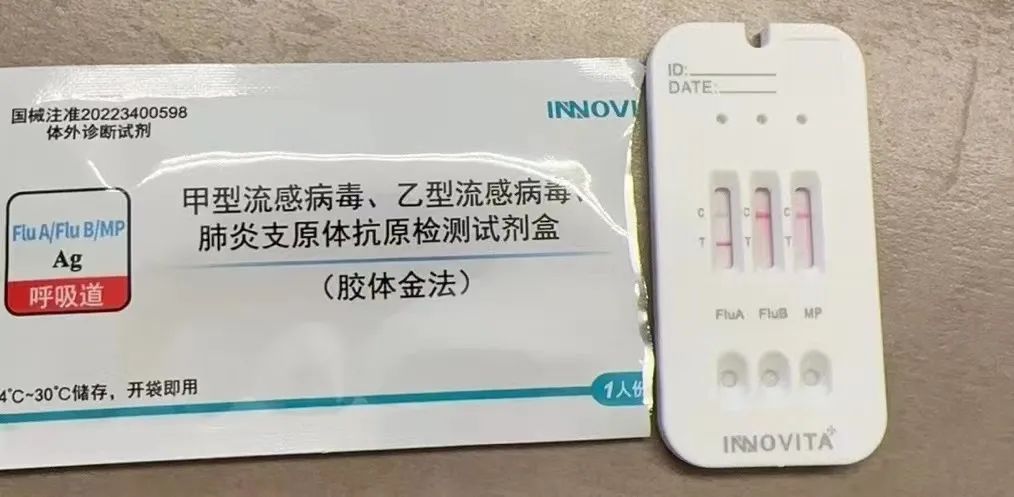 国械注准20223400598
体外诊断试剂
INNOVI
Flu A/Flu B/MP
Ag
呼吸道
甲型流感病毒、乙型流感病毒、
肺炎支原体抗原检测试剂盒
（胶体金法）
4°C~30°C储存，开袋即用
1人份
ID:
DATE:
C C C
T T T
FluA FluB MP
INNOVITA